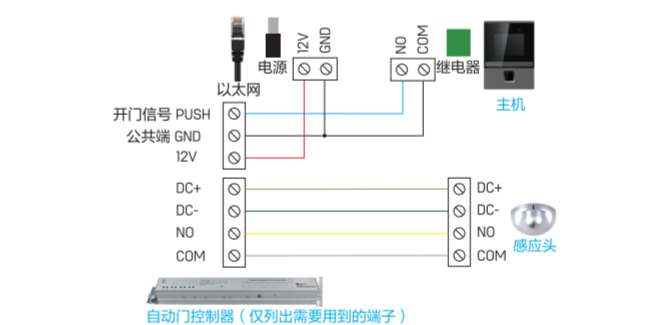 12V
GND
NO
COM
电源
继电器
以太网
主机
开门信号 PUSH
公共端 GND
12V
DC+
DC-
NO
COM
DC+
DC-
NO
COM
感应头
自动门控制器（仅列出需要用到的端子）